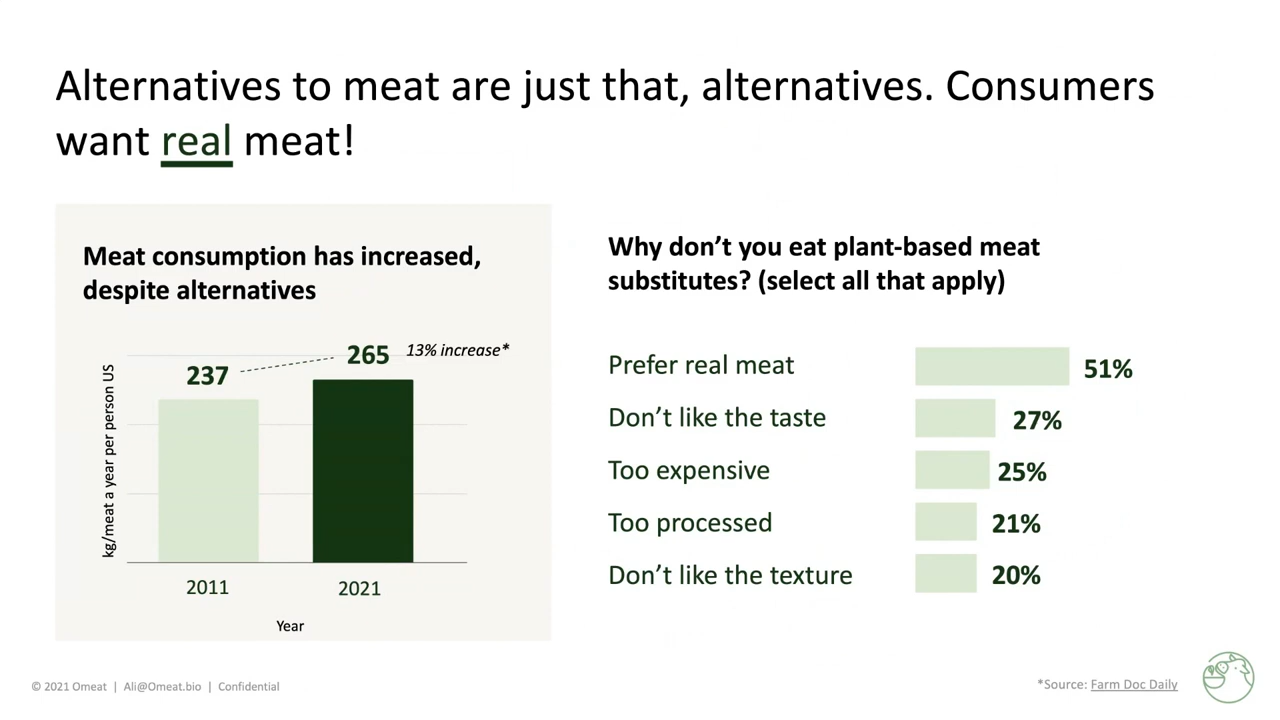 Alternatives to meat are just that, alternatives. Consumers
want real meat!
Meat consumption has increased,
despite alternatives
kg/meat a year per person US
237
265
13% increase*
2011
2021
Year
Why don’t you eat plant-based meat
substitutes? (select all that apply)
Prefer real meat 51%
Don’t like the taste 27%
Too expensive 25%
Too processed 21%
Don’t like the texture 20%
© 2021 Omeat | Ali@Omeat.bio | Confidential
*Source: Farm Doc Daily